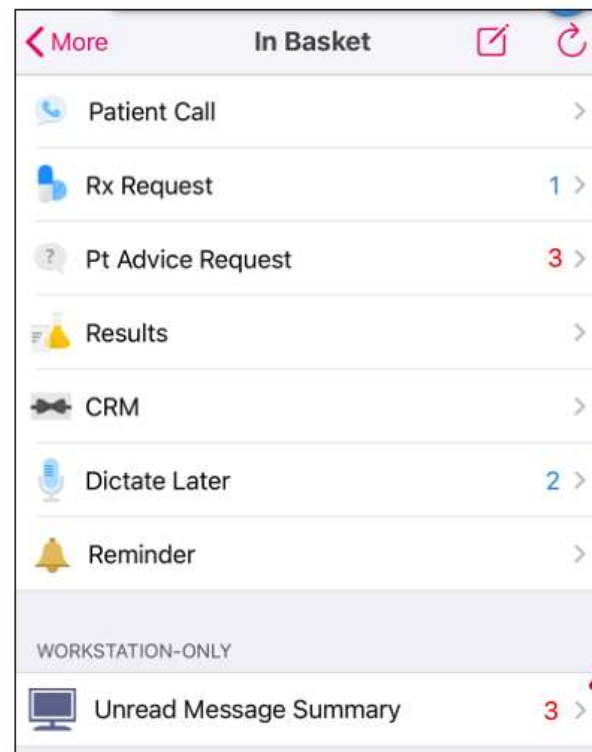 More In Basket
Patient Call
Rx Request 1
? Pt Advice Request 3
Results
CRM
Dictate Later 2
Reminder
WORKSTATION-ONLY
Unread Message Summary 3